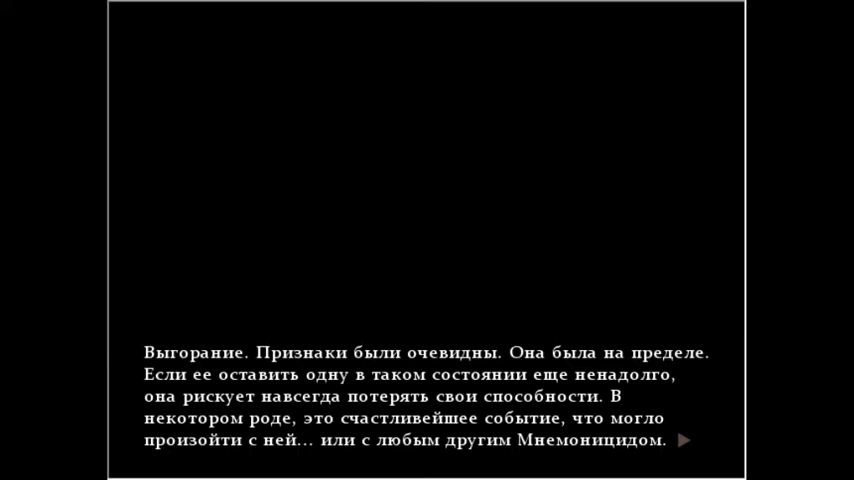 Выгорание. Признаки были очевидны. Она была на пределе.
Если ее оставить одну в таком состоянии еще ненадолго,
она рискует навсегда потерять свои способности. В
некотором роде, это счастливейшее событие, что могло
произойти с ней... или с любым другим Мнемоницидом.